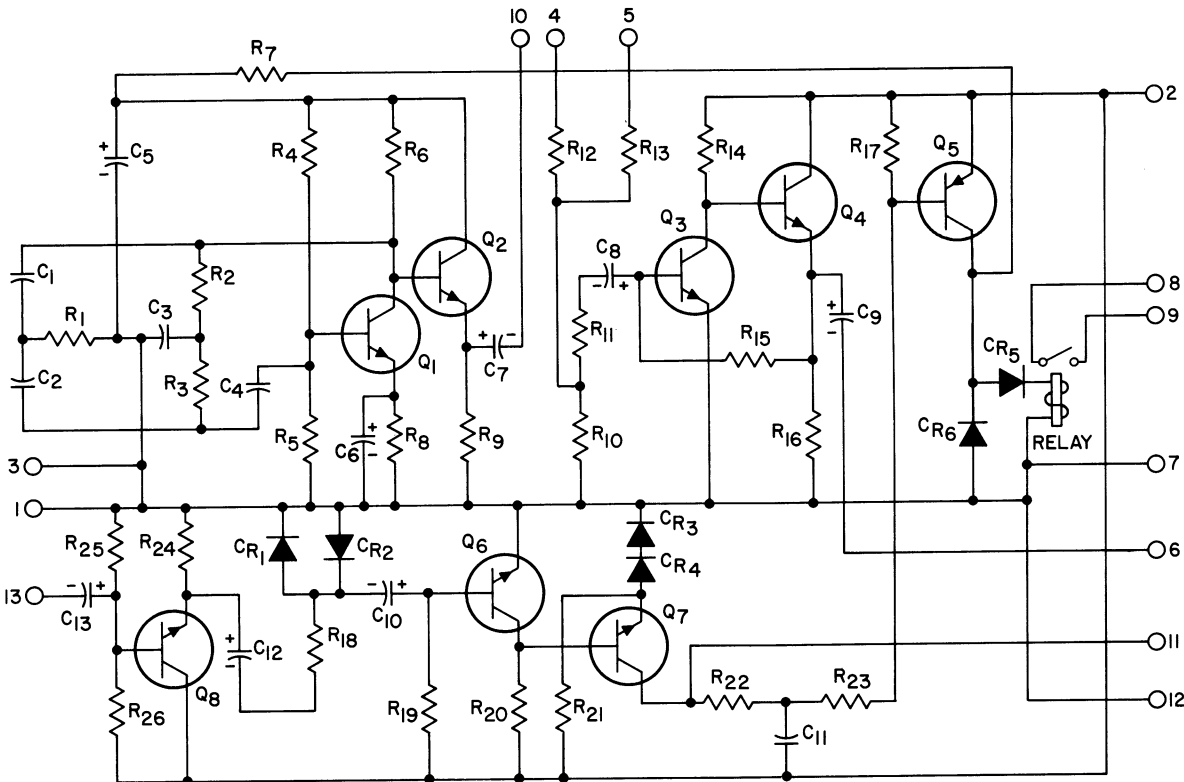 10 4 5
R7
2
C5 + -
R4
R6
R12
R13
R14
R17
Q5
Q4
Q3
Q2
C1
R2
C8 - +
8
R1
C3
R11
+ C9 -
9
R15
CR5
C2
R3
C4
Q1
+ - C7
R5
C6 + -
R8
R9
R10
R16
CR6
RELAY
3
7
1
R25
R24
CR1
CR2
Q6
CR3
CR4
6
13
- + C13
- + C10
Q7
+ C12 -
R18
11
Q8
R22
R23
R26
R19
R20
R21
C11
12